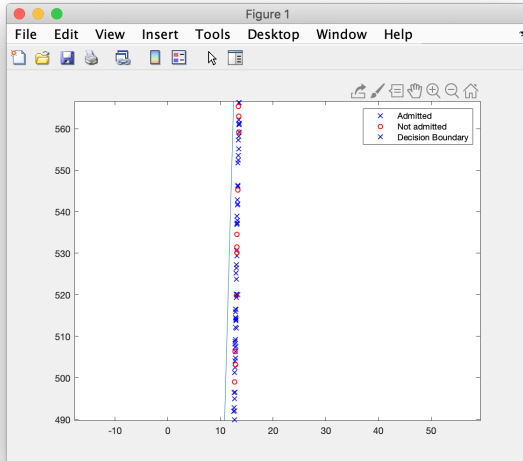 Figure 1
File Edit View Insert Tools Desktop Window Help
Admitted
Not admitted
Decision Boundary
560
550
540
530
520
510
500
490
-10 0 10 20 30 40 50